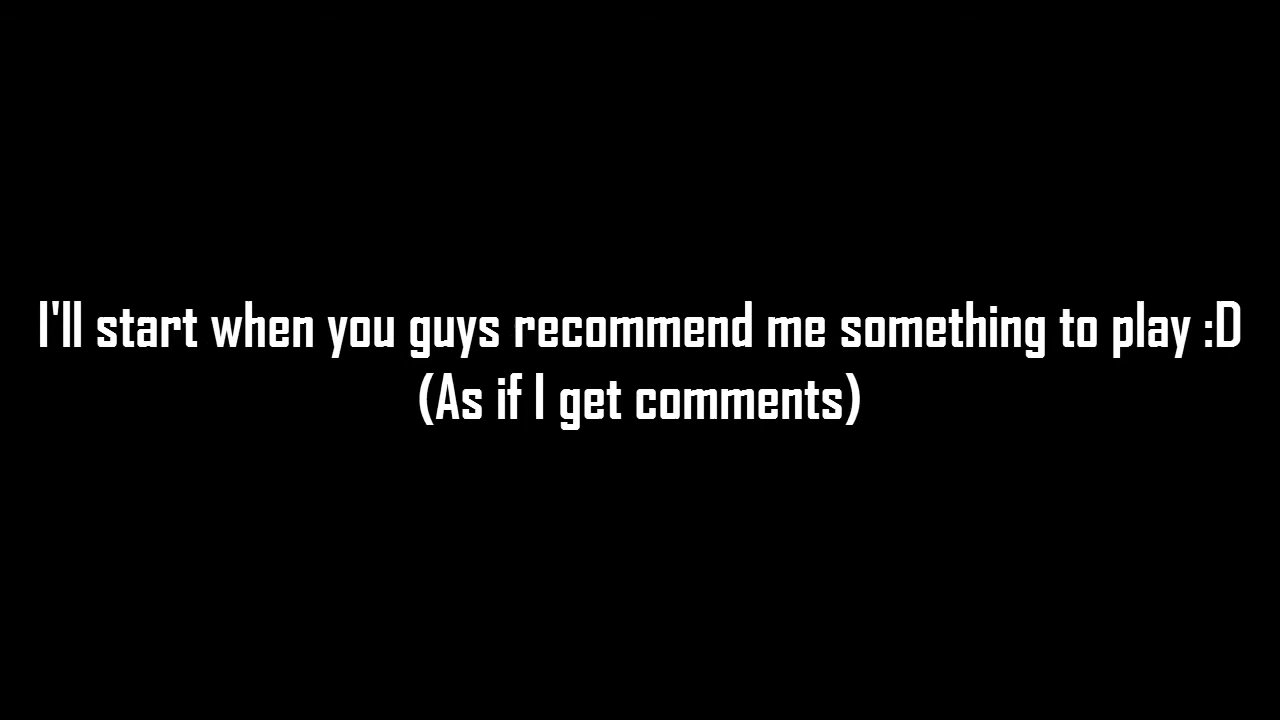 I'll start when you guys recommend me something to play :D
(As if I get comments)